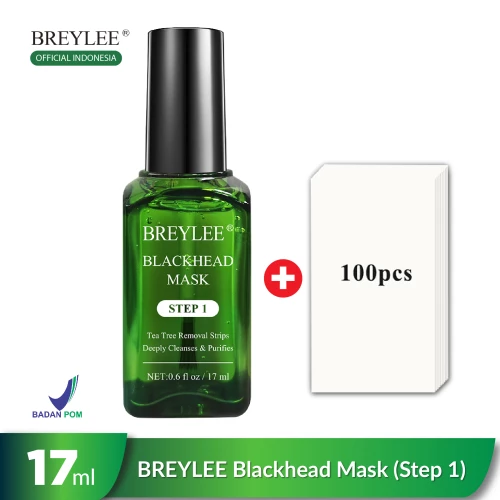 BREYLEE®
OFFICIAL INDONESIA
BREYLEE®
BLACKHEAD
MASK
STEP 1
Tea Tree Removal Strips
Deeply Cleanses & Purifies
NET:0.6 fl oz / 17 ml
100pcs
BADAN POM
17ml
BREYLEE Blackhead Mask (Step 1)